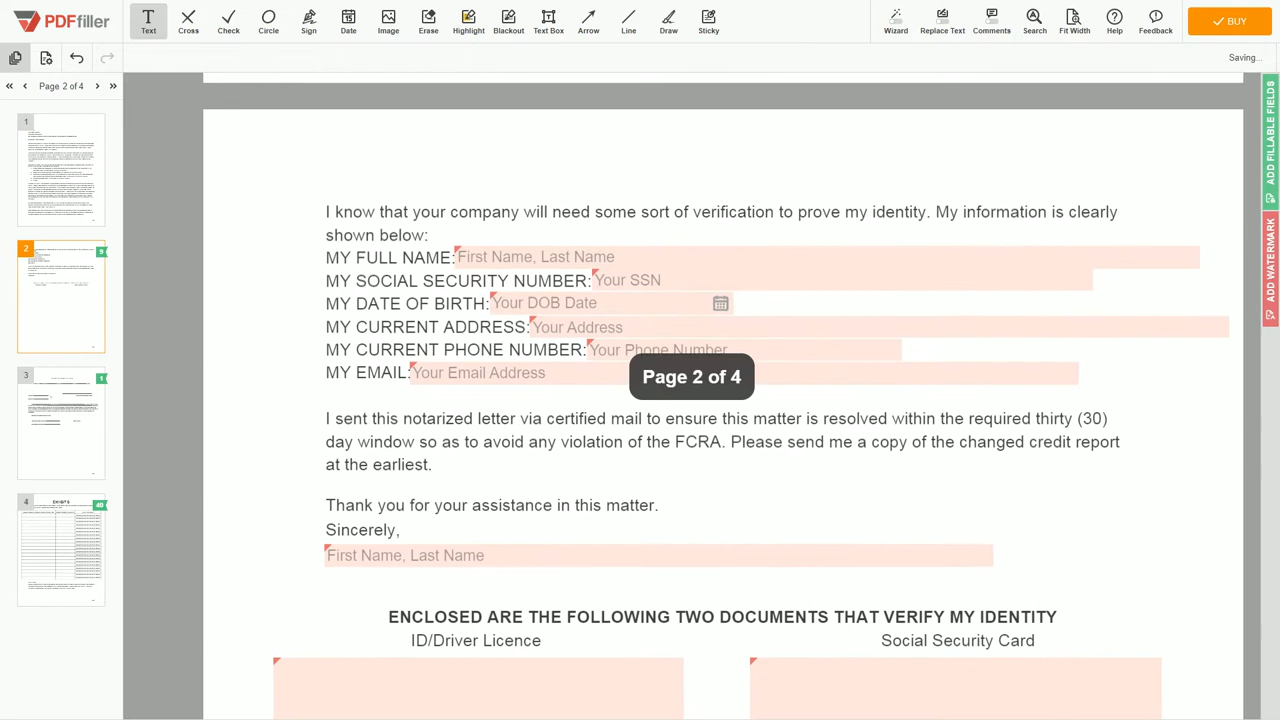 PDFfiller
Text
Cross
Check
Circle
Sign
Date
Image
Erase
Highlight
Blackout
Text Box
Arrow
Line
Draw
Sticky
Wizard
Replace Text
Comments
Search
Fit Width
Help
Feedback
BUY
Saving...
Page 2 of 4
ADD FILLABLE FIELDS
ADD WATERMARK
1
2
9
3
1
4
40
EXHIBIT B
I know that your company will need some sort of verification to prove my identity. My information is clearly
shown below:
MY FULL NAME: First Name, Last Name
MY SOCIAL SECURITY NUMBER: Your SSN
MY DATE OF BIRTH: Your DOB Date
MY CURRENT ADDRESS: Your Address
MY CURRENT PHONE NUMBER: Your Phone Number
MY EMAIL: Your Email Address
Page 2 of 4
I sent this notarized letter via certified mail to ensure this matter is resolved within the required thirty (30)
day window so as to avoid any violation of the FCRA. Please send me a copy of the changed credit report
at the earliest.
Thank you for your assistance in this matter.
Sincerely,
First Name, Last Name
ENCLOSED ARE THE FOLLOWING TWO DOCUMENTS THAT VERIFY MY IDENTITY
ID/Driver Licence
Social Security Card